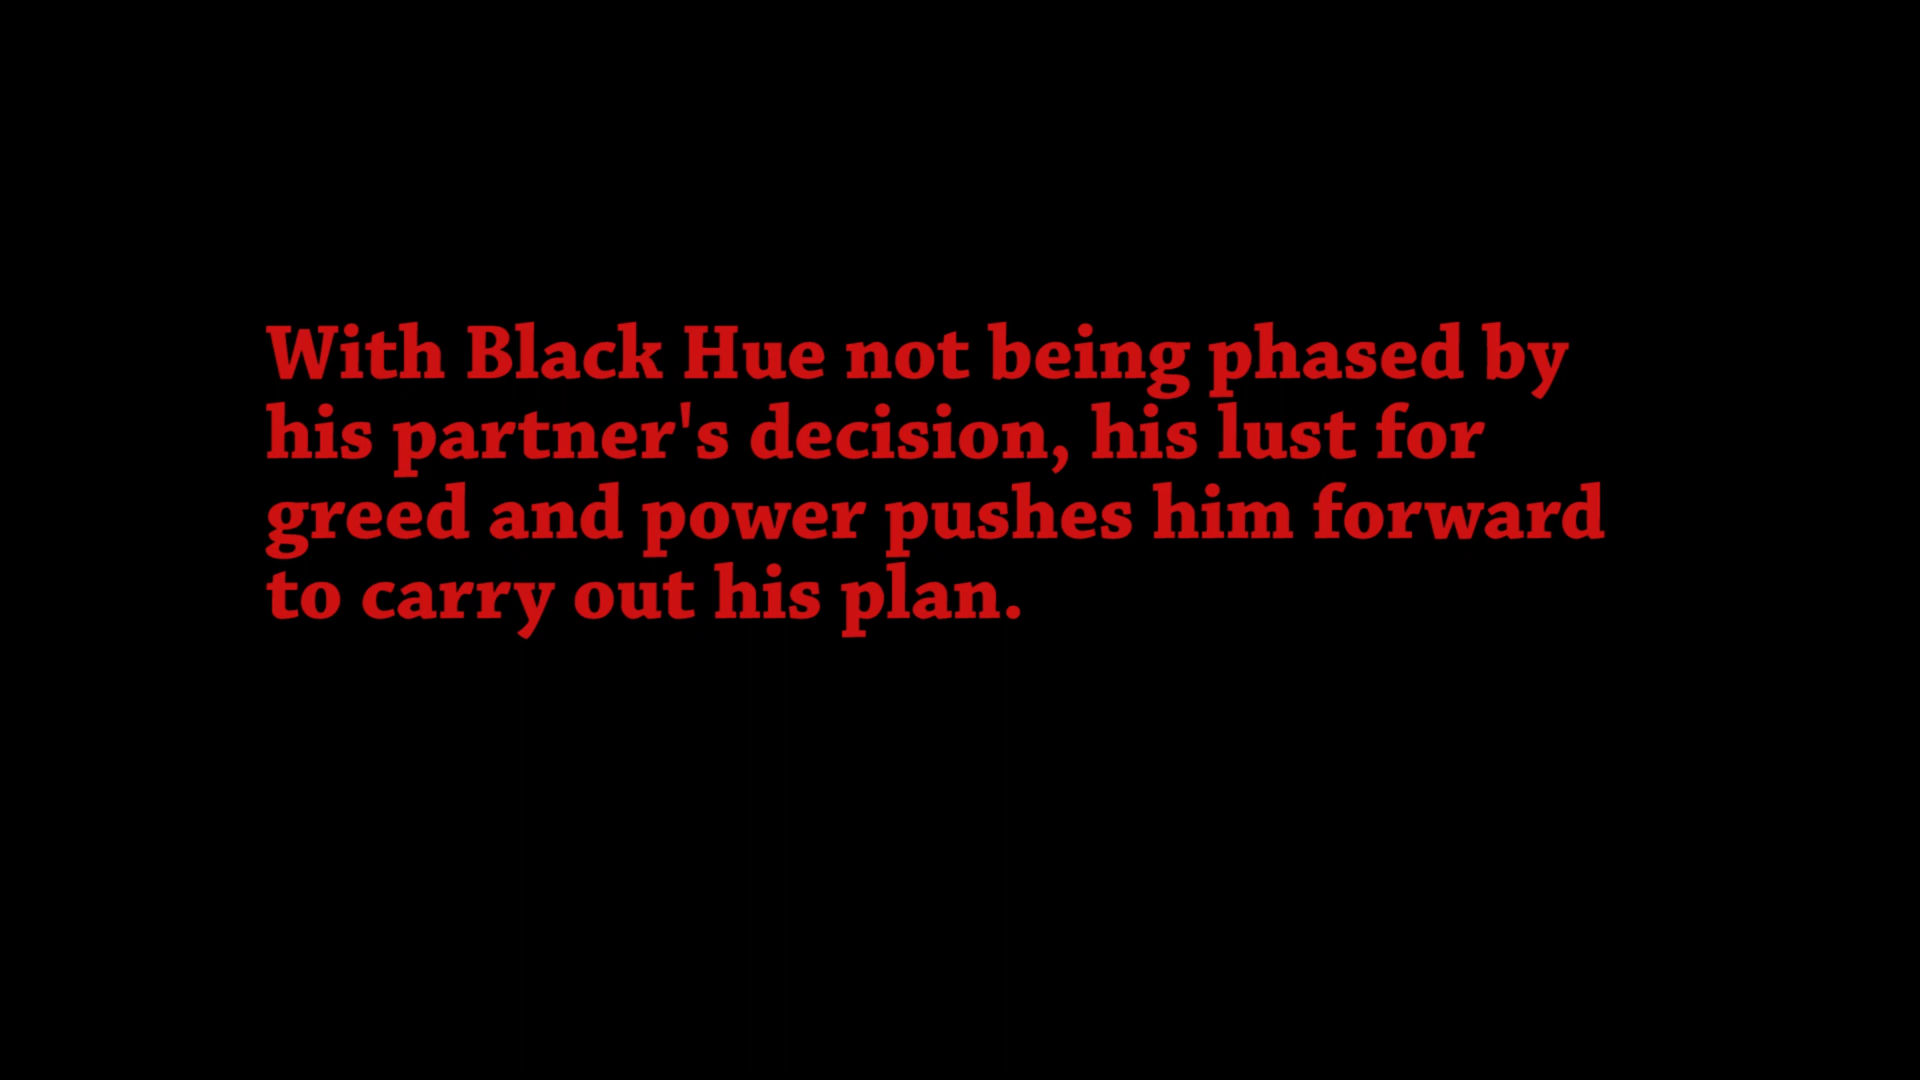 With Black Hue not being phased by
his partner's decision, his lust for
greed and power pushes him forward
to carry out his plan.